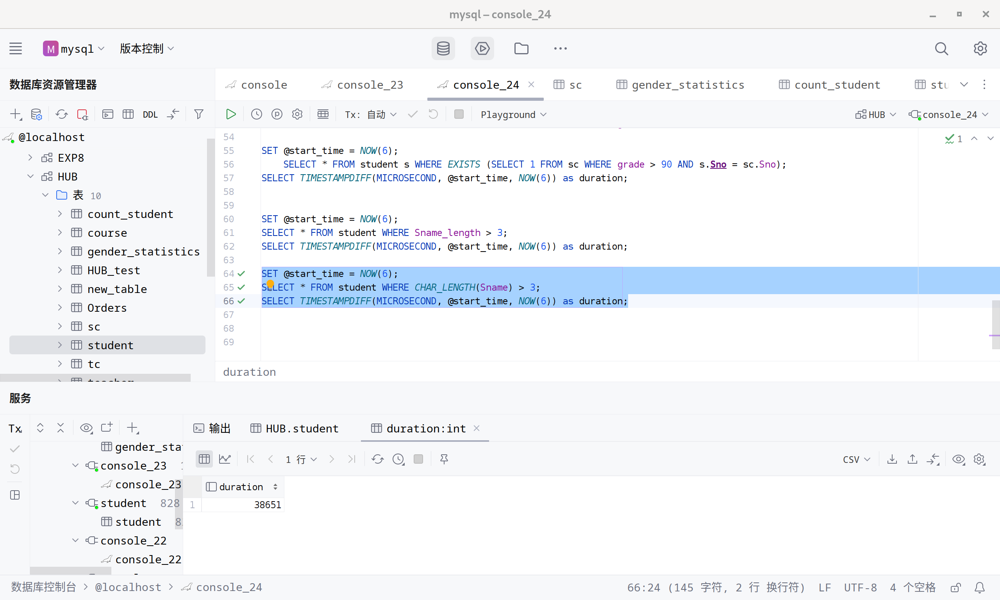 mysql – console_24
M mysql 版本控制
数据库资源管理器
console console_23 console_24 sc gender_statistics count_student stu
DDL
Tx: 自动 Playground HUB console_24
@localhost
EXP8
HUB
表 10
count_student
course
gender_statistics
HUB_test
new_table
Orders
sc
student
tc
teacher
54
55 SET @start_time = NOW(6);
56 SELECT * FROM student s WHERE EXISTS (SELECT 1 FROM sc WHERE grade > 90 AND s.Sno = sc.Sno);
57 SELECT TIMESTAMPDIFF(MICROSECOND, @start_time, NOW(6)) as duration;
58
59
60 SET @start_time = NOW(6);
61 SELECT * FROM student WHERE Sname_length > 3;
62 SELECT TIMESTAMPDIFF(MICROSECOND, @start_time, NOW(6)) as duration;
63
64 SET @start_time = NOW(6);
65 SELECT * FROM student WHERE CHAR_LENGTH(Sname) > 3;
66 SELECT TIMESTAMPDIFF(MICROSECOND, @start_time, NOW(6)) as duration;
67
68
69
1
duration
服务
Tx
gender_sta
console_23
console_23
student 828
student 8
console_22
console_22
输出 HUB.student duration:int
1 行 CSV
duration
1 38651
数据库控制台 > @localhost > console_24
66:24 (145 字符, 2 行 换行符) LF UTF-8 4 个空格